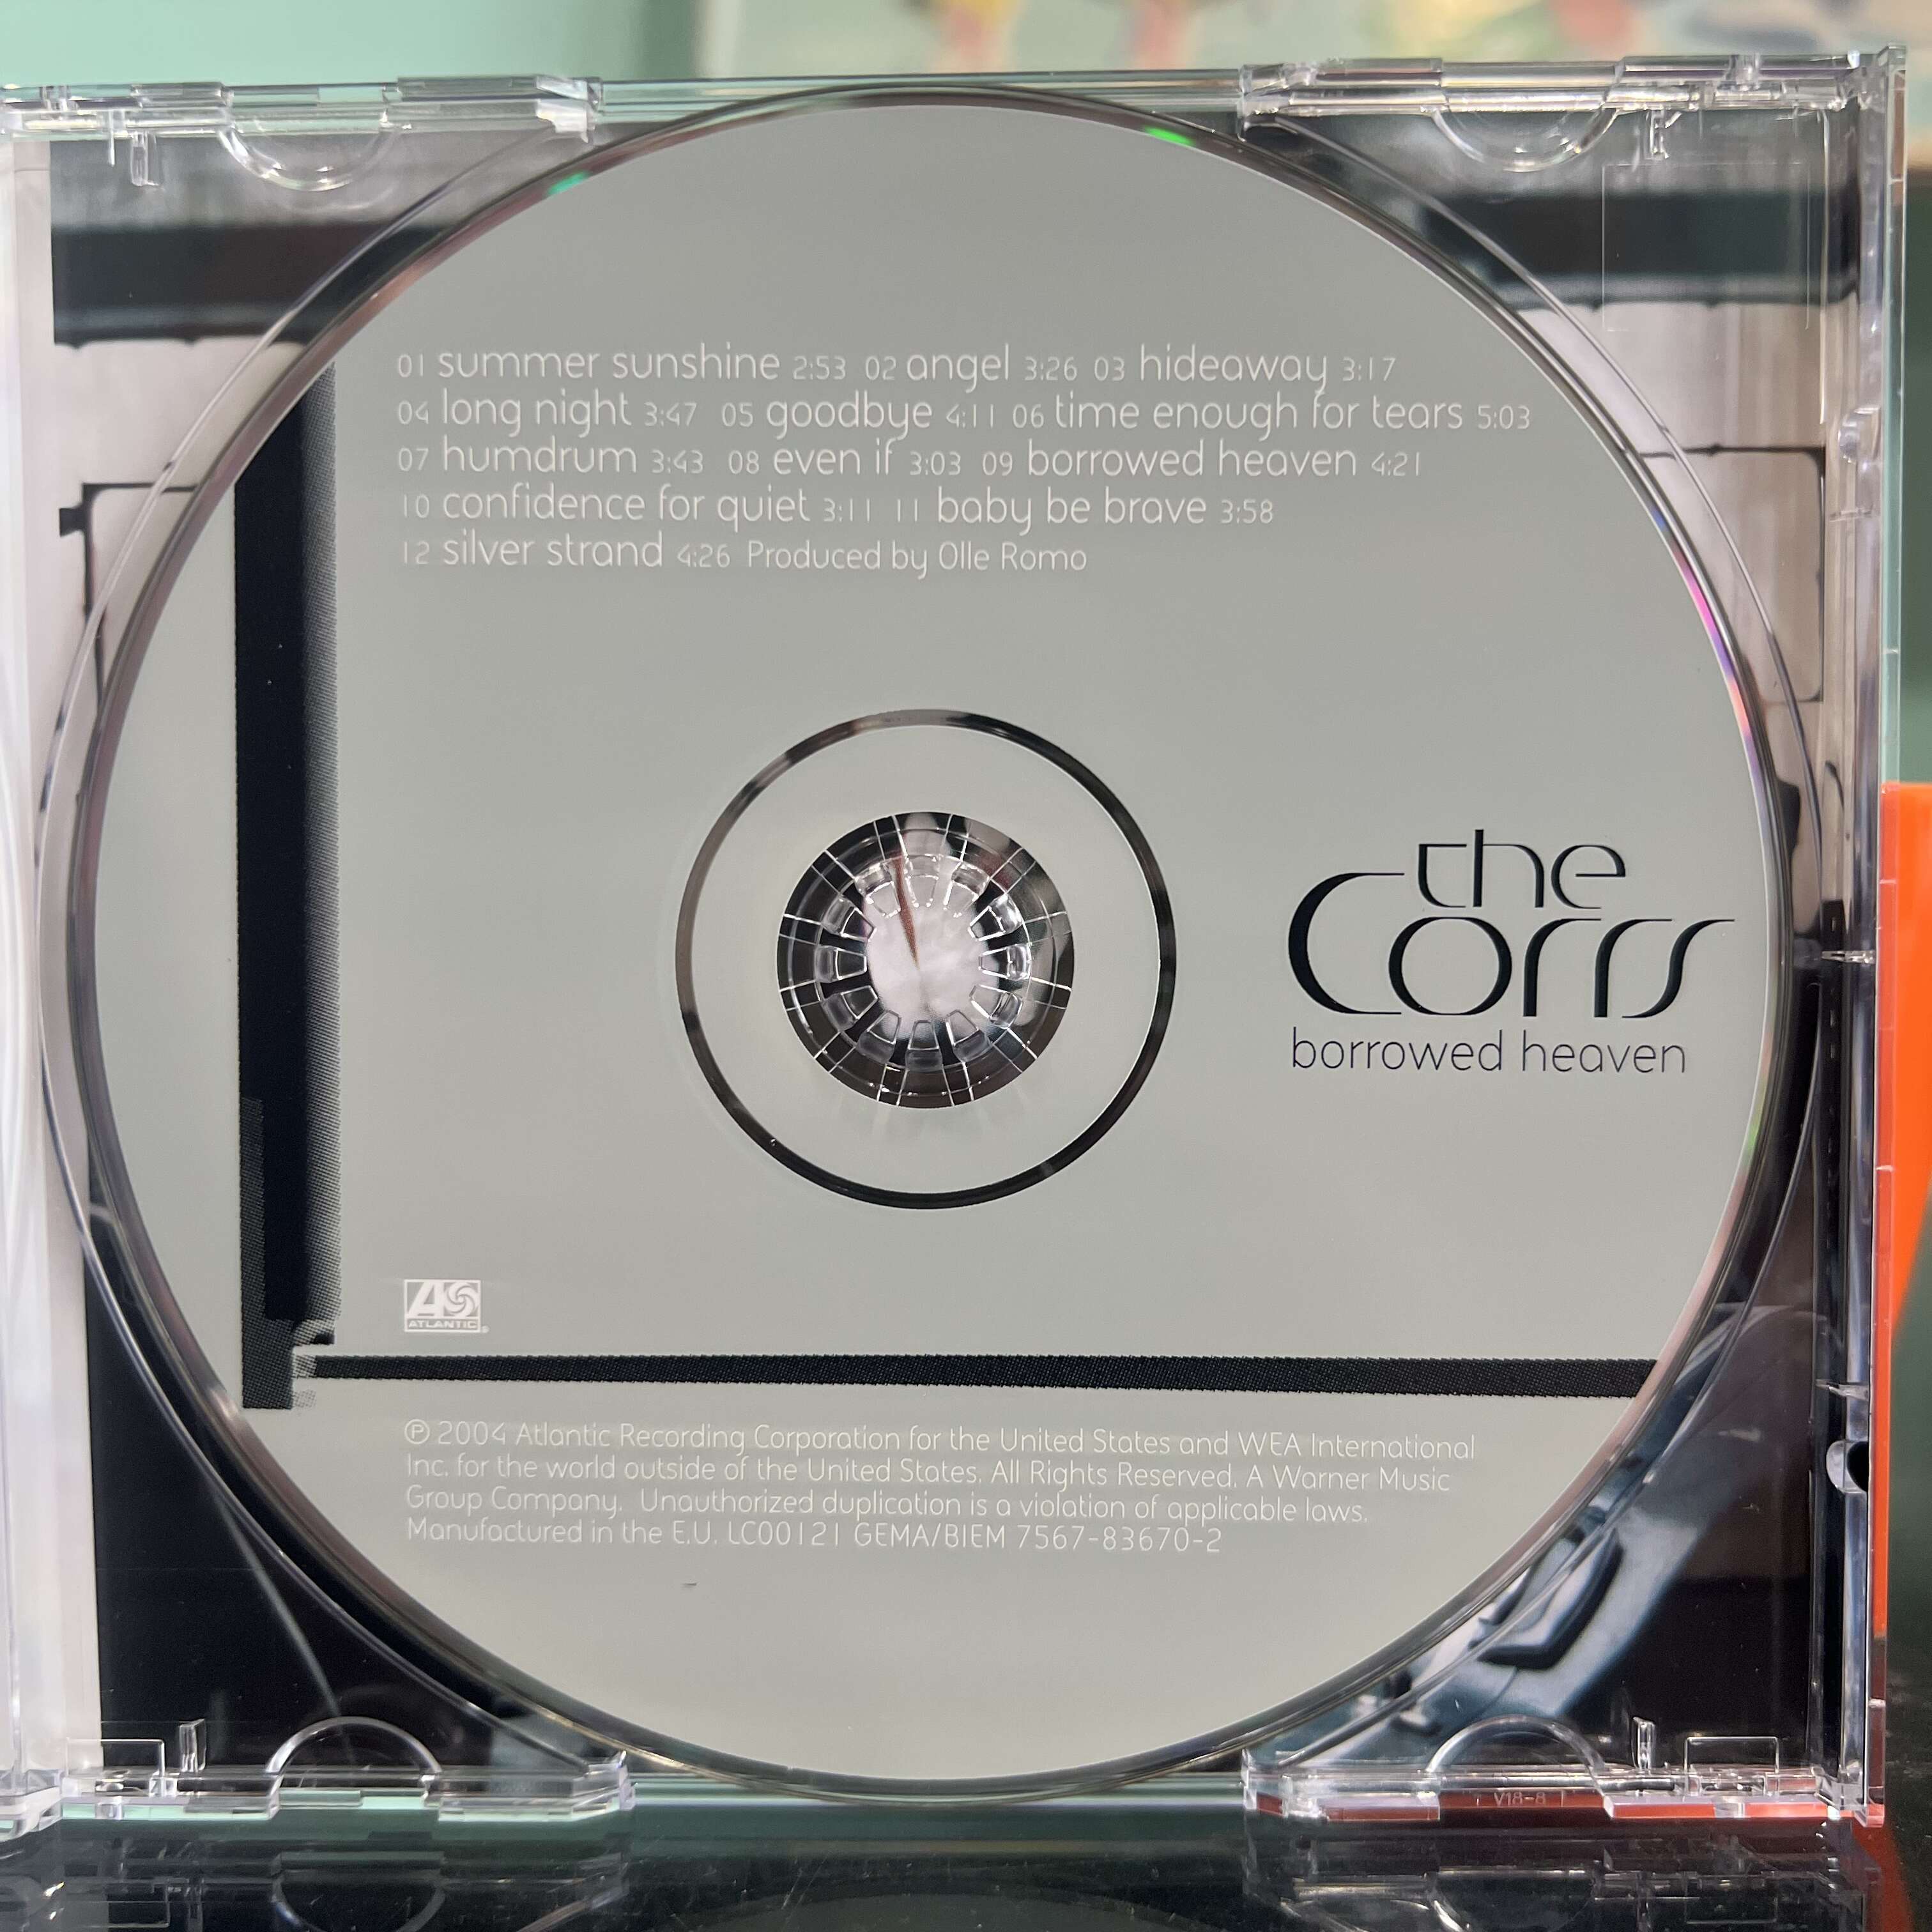 01 summer sunshine 2:53 02 angel 3:26 03 hideaway 3:17
04 long night 3:47 05 goodbye 4:11 06 time enough for tears 5:03
07 humdrum 3:43 08 even if 3:03 09 borrowed heaven 4:21
10 confidence for quiet 3:11 11 baby be brave 3:58
12 silver strand 4:26 Produced by Olle Romo
the
Corrs
borrowed heaven
ATLANTIC®
℗ 2004 Atlantic Recording Corporation for the United States and WEA International
Inc. for the world outside of the United States. All Rights Reserved. A Warner Music
Group Company. Unauthorized duplication is a violation of applicable laws.
Manufactured in the E.U. LC00121 GEMA/BIEM 7567-83670-2
V18-8